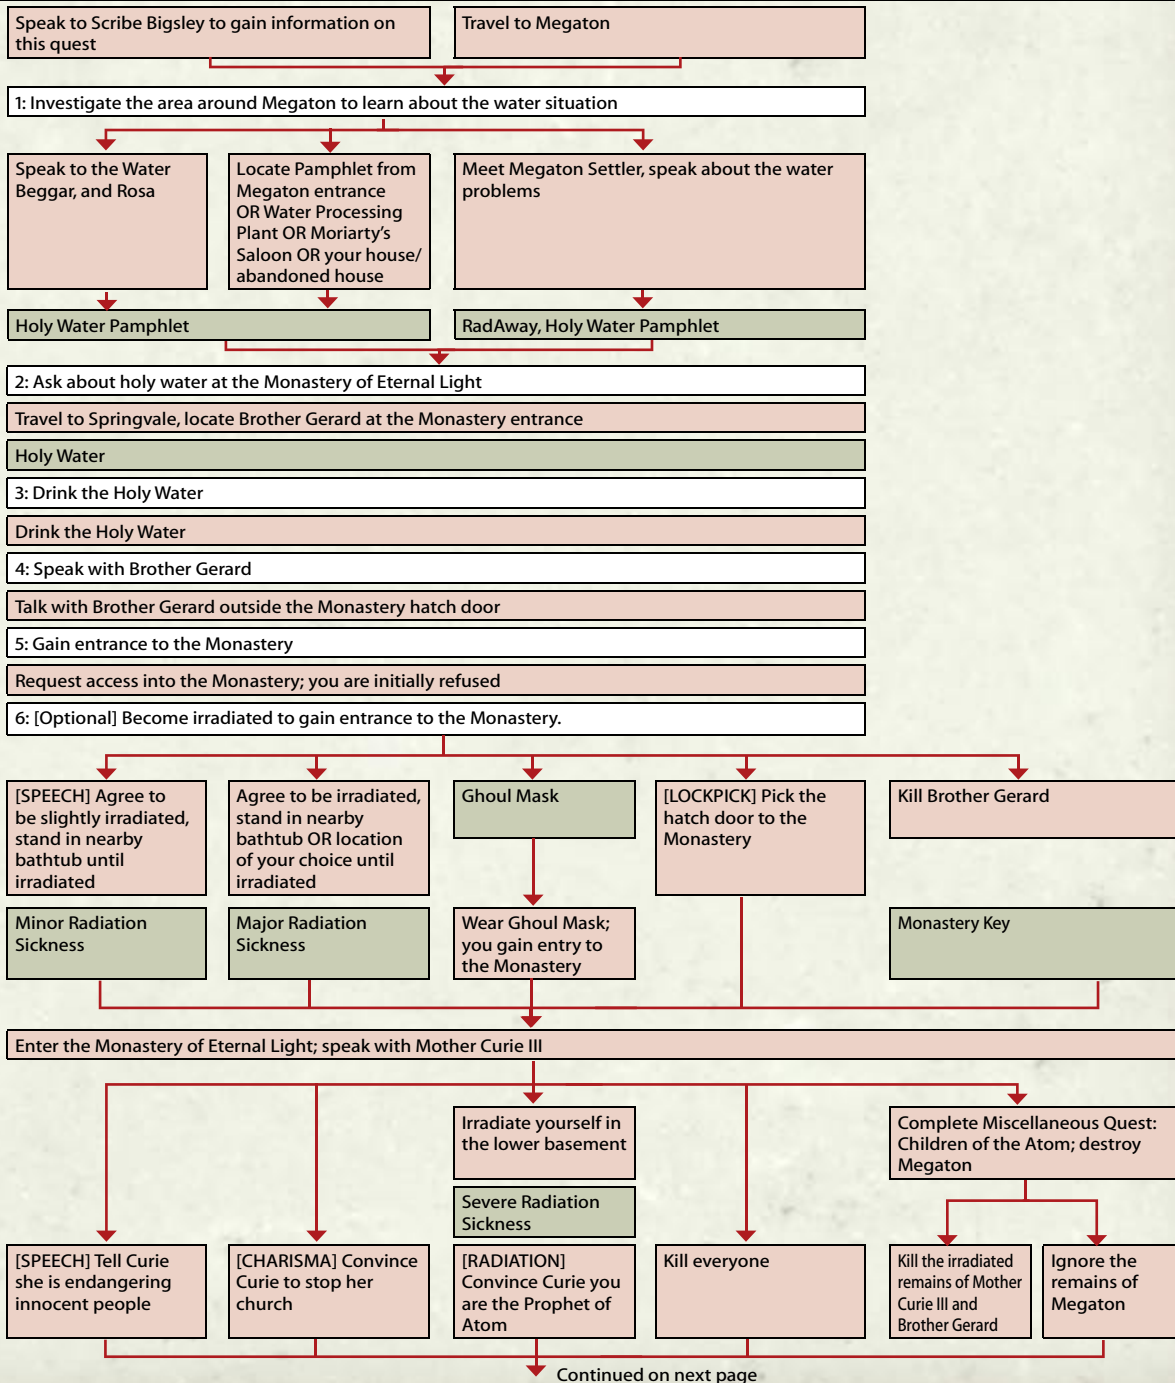 Speak to Scribe Bigsley to gain information on
this quest
Travel to Megaton
1: Investigate the area around Megaton to learn about the water situation
Speak to the Water
Beggar, and Rosa
Locate Pamphlet from
Megaton entrance
OR Water Processing
Plant OR Moriarty's
Saloon OR your house/
abandoned house
Meet Megaton Settler, speak about the water
problems
Holy Water Pamphlet
RadAway, Holy Water Pamphlet
2: Ask about holy water at the Monastery of Eternal Light
Travel to Springvale, locate Brother Gerard at the Monastery entrance
Holy Water
3: Drink the Holy Water
Drink the Holy Water
4: Speak with Brother Gerard
Talk with Brother Gerard outside the Monastery hatch door
5: Gain entrance to the Monastery
Request access into the Monastery; you are initially refused
6: [Optional] Become irradiated to gain entrance to the Monastery.
[SPEECH] Agree to
be slightly irradiated,
stand in nearby
bathtub until
irradiated
Agree to be irradiated,
stand in nearby
bathtub OR location
of your choice until
irradiated
Ghoul Mask
[LOCKPICK] Pick the
hatch door to the
Monastery
Kill Brother Gerard
Minor Radiation
Sickness
Major Radiation
Sickness
Wear Ghoul Mask;
you gain entry to
the Monastery
Monastery Key
Enter the Monastery of Eternal Light; speak with Mother Curie III
Irradiate yourself in
the lower basement
Complete Miscellaneous Quest:
Children of the Atom; destroy
Megaton
Severe Radiation
Sickness
[SPEECH] Tell Curie
she is endangering
innocent people
[CHARISMA] Convince
Curie to stop her
church
[RADIATION]
Convince Curie you
are the Prophet of
Atom
Kill everyone
Kill the irradiated
remains of Mother
Curie III and
Brother Gerard
Ignore the
remains of
Megaton
Continued on next page